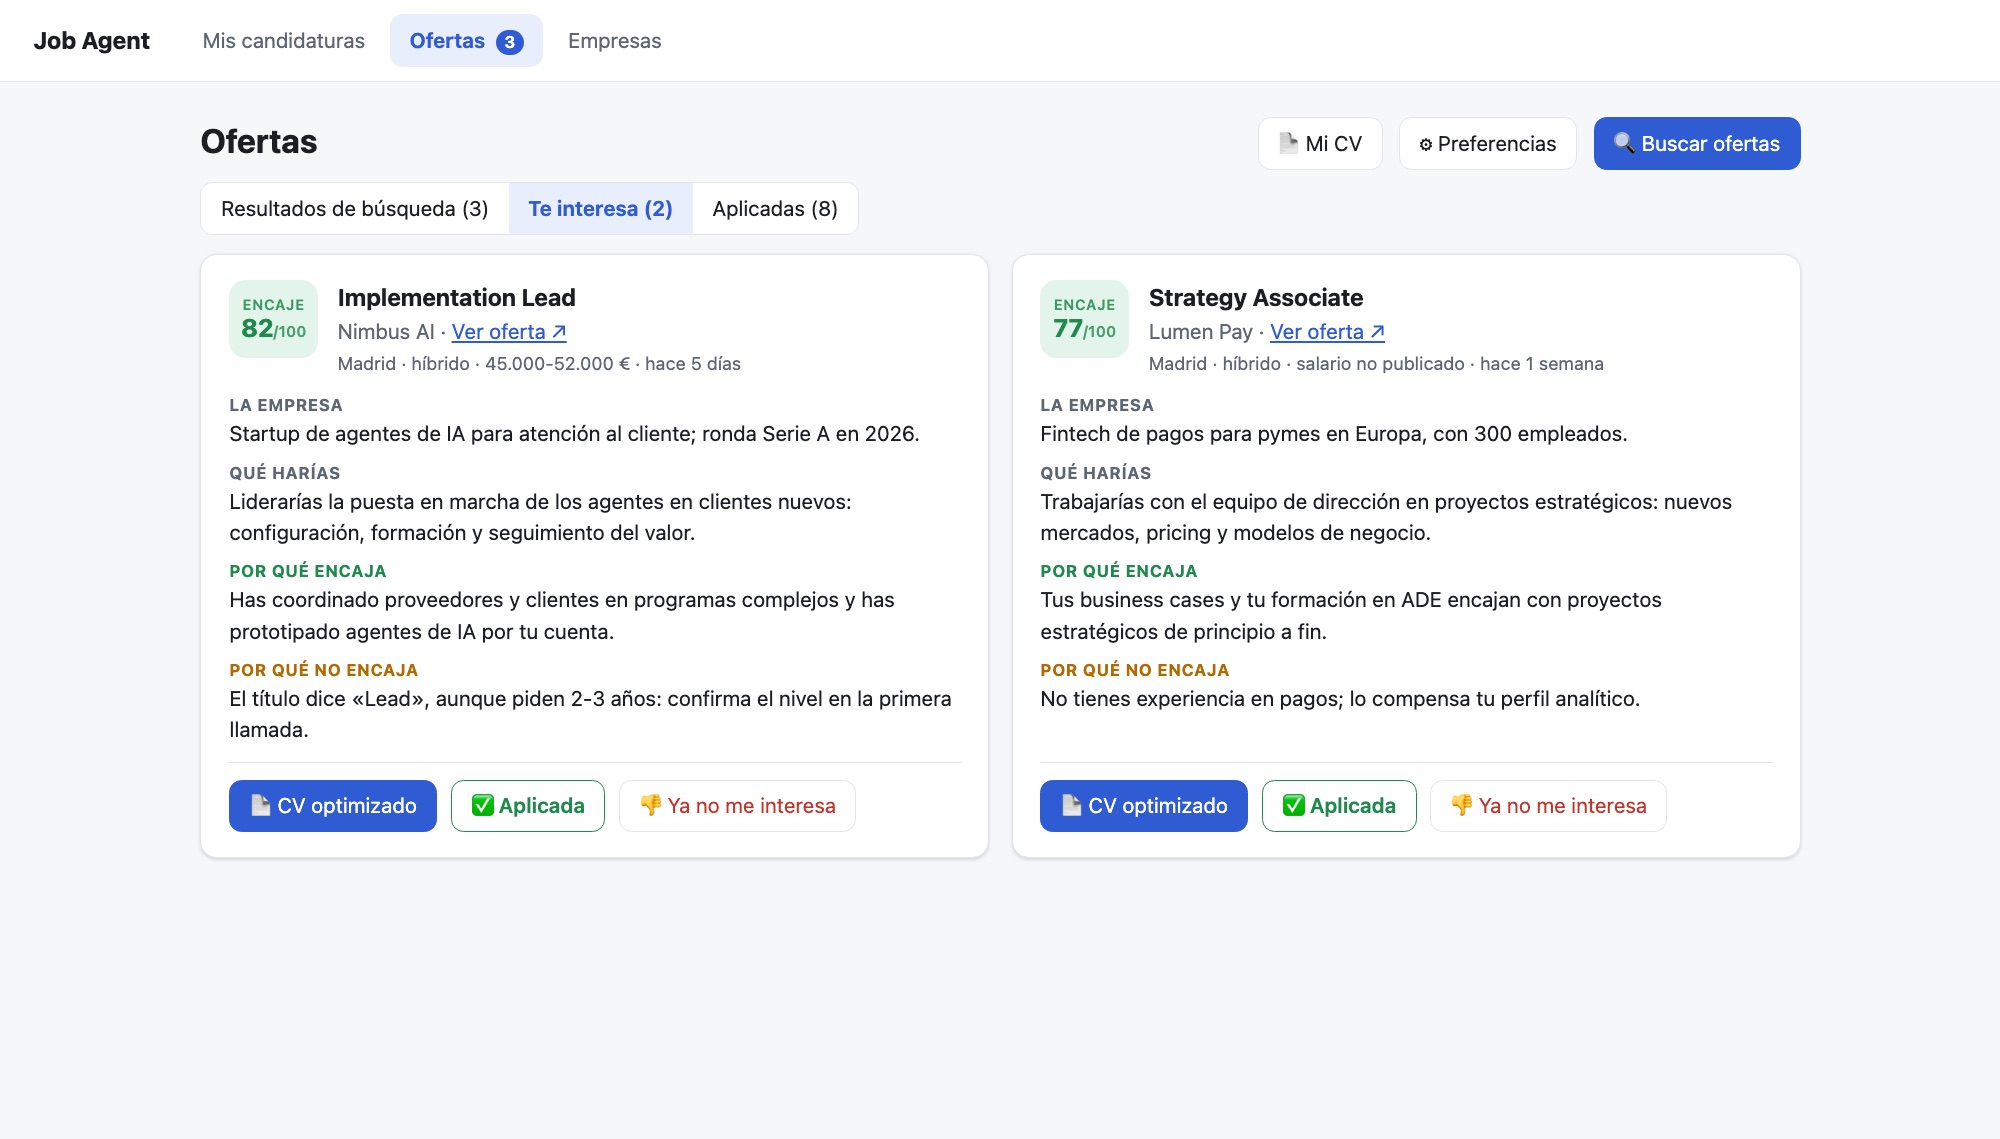 Job Agent
Mis candidaturas
Ofertas 3
Empresas
Ofertas
Mi CV
Preferencias
Buscar ofertas
Resultados de búsqueda (3)
Te interesa (2)
Aplicadas (8)
ENCAJE
82/100
Implementation Lead
Nimbus AI · Ver oferta ↗
Madrid · híbrido · 45.000-52.000 € · hace 5 días
LA EMPRESA
Startup de agentes de IA para atención al cliente; ronda Serie A en 2026.
QUÉ HARÍAS
Liderarías la puesta en marcha de los agentes en clientes nuevos:
configuración, formación y seguimiento del valor.
POR QUÉ ENCAJA
Has coordinado proveedores y clientes en programas complejos y has
prototipado agentes de IA por tu cuenta.
POR QUÉ NO ENCAJA
El título dice «Lead», aunque piden 2-3 años: confirma el nivel en la primera
llamada.
CV optimizado
Aplicada
Ya no me interesa
ENCAJE
77/100
Strategy Associate
Lumen Pay · Ver oferta ↗
Madrid · híbrido · salario no publicado · hace 1 semana
LA EMPRESA
Fintech de pagos para pymes en Europa, con 300 empleados.
QUÉ HARÍAS
Trabajarías con el equipo de dirección en proyectos estratégicos: nuevos
mercados, pricing y modelos de negocio.
POR QUÉ ENCAJA
Tus business cases y tu formación en ADE encajan con proyectos
estratégicos de principio a fin.
POR QUÉ NO ENCAJA
No tienes experiencia en pagos; lo compensa tu perfil analítico.
CV optimizado
Aplicada
Ya no me interesa